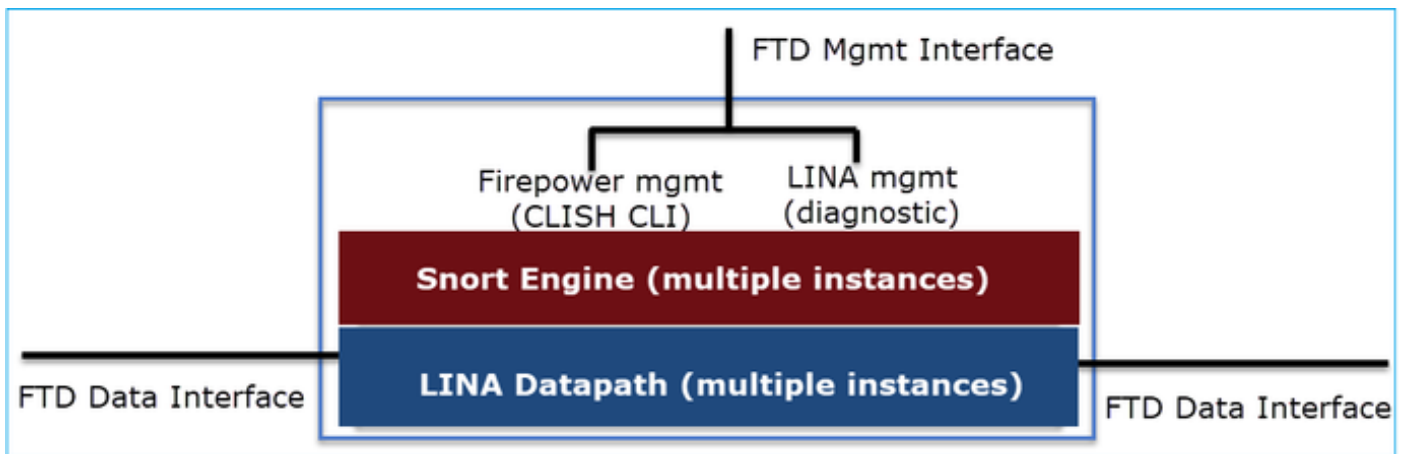 FTD Mgmt Interface
Firepower mgmt
(CLISH CLI)
LINA mgmt
(diagnostic)
Snort Engine (multiple instances)
LINA Datapath (multiple instances)
FTD Data Interface
FTD Data Interface